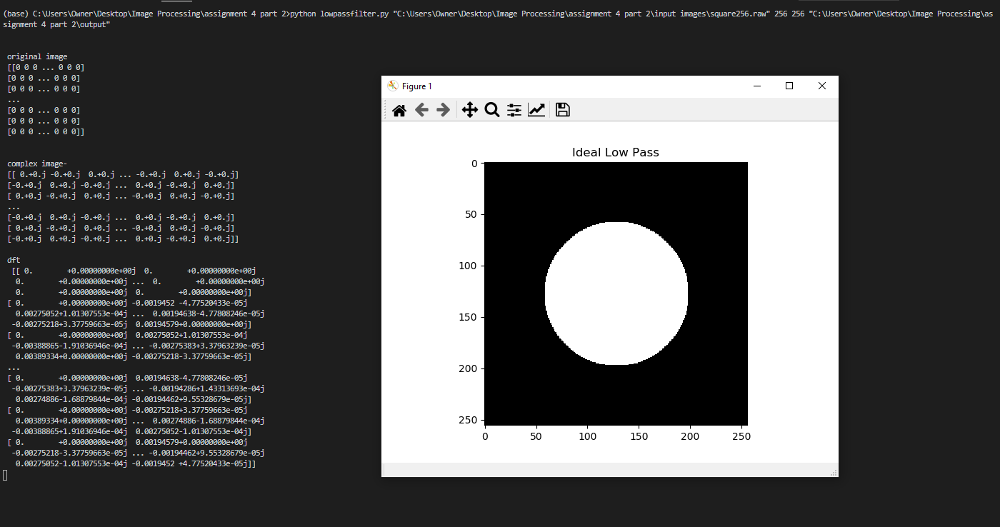 (base) C:\Users\Owner\Desktop\Image Processing\assignment 4 part 2>python lowpassfilter.py "C:\Users\Owner\Desktop\Image Processing\assignment 4 part 2\input images\square256.raw" 256 256 "C:\Users\Owner\Desktop\Image Processing\as
signment 4 part 2\output"
original image
[[0 0 0 ... 0 0 0]
[0 0 0 ... 0 0 0]
[0 0 0 ... 0 0 0]
...
[0 0 0 ... 0 0 0]
[0 0 0 ... 0 0 0]
[0 0 0 ... 0 0 0]]
complex image-
[[ 0.+0.j -0.+0.j  0.+0.j ... -0.+0.j  0.+0.j -0.+0.j]
[-0.+0.j  0.+0.j -0.+0.j ...  0.+0.j -0.+0.j  0.+0.j]
[ 0.+0.j -0.+0.j  0.+0.j ... -0.+0.j  0.+0.j -0.+0.j]
...
[-0.+0.j  0.+0.j -0.+0.j ...  0.+0.j -0.+0.j  0.+0.j]
[ 0.+0.j -0.+0.j  0.+0.j ... -0.+0.j  0.+0.j -0.+0.j]
[-0.+0.j  0.+0.j -0.+0.j ...  0.+0.j -0.+0.j  0.+0.j]]
dft
[[ 0.        +0.00000000e+00j  0.        +0.00000000e+00j
0.        +0.00000000e+00j ...  0.        +0.00000000e+00j
0.        +0.00000000e+00j  0.        +0.00000000e+00j]
[ 0.        +0.00000000e+00j -0.0019452 -4.77520433e-05j
0.00275052+1.01307553e-04j ...  0.00194638-4.77808246e-05j
-0.00275218+3.37759663e-05j  0.00194579+0.00000000e+00j]
[ 0.        +0.00000000e+00j  0.00275052+1.01307553e-04j
-0.00388865-1.91036946e-04j ... -0.00275383+3.37963239e-05j
0.00389334+0.00000000e+00j -0.00275218-3.37759663e-05j]
...
[ 0.        +0.00000000e+00j  0.00194638-4.77808246e-05j
-0.00275383+3.37963239e-05j ... -0.00194286+1.43313693e-04j
0.00274886-1.68879844e-04j -0.00194462+9.55328679e-05j]
[ 0.        +0.00000000e+00j -0.00275218+3.37759663e-05j
0.00389334+0.00000000e+00j ...  0.00274886-1.68879844e-04j
-0.00388865+1.91036946e-04j  0.00275052-1.01307553e-04j]
[ 0.        +0.00000000e+00j  0.00194579+0.00000000e+00j
-0.00275218-3.37759663e-05j ... -0.00194462+9.55328679e-05j
0.00275052-1.01307553e-04j -0.0019452 +4.77520433e-05j]]
Figure 1
Ideal Low Pass
0
50
100
150
200
250
0 50 100 150 200 250